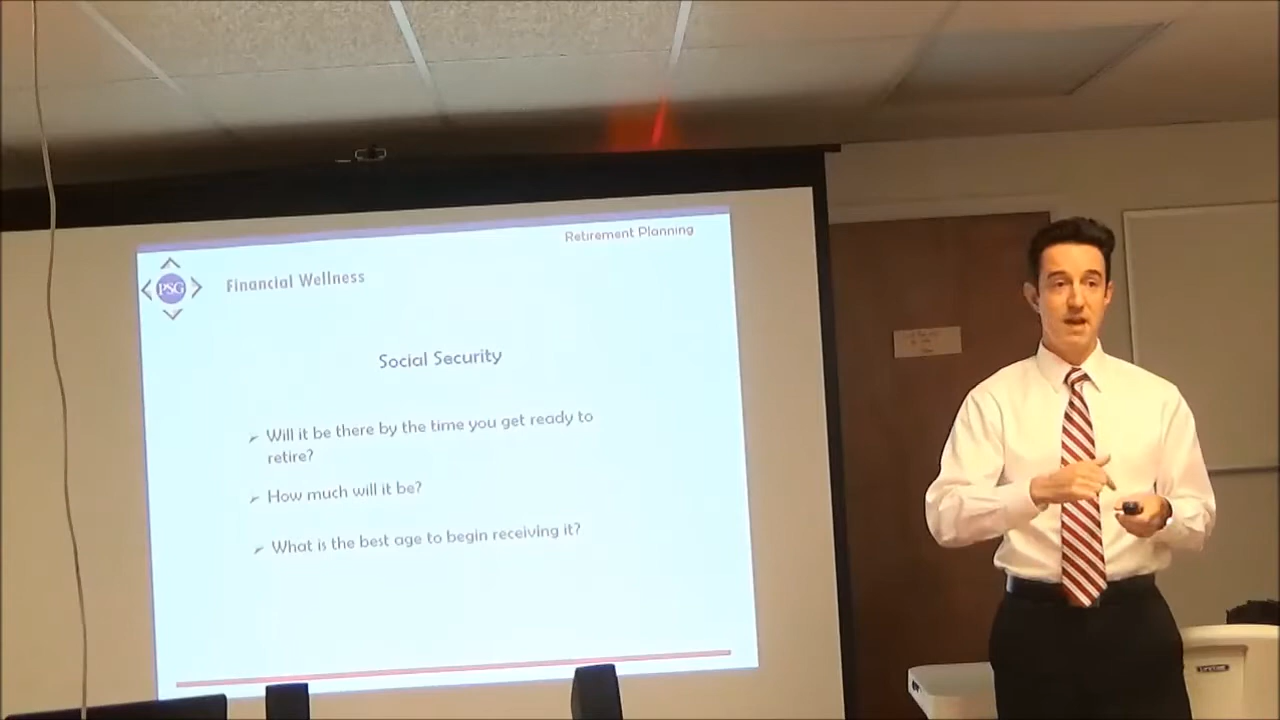 Retirement Planning
PSG
Financial Wellness
Social Security
➢ Will it be there by the time you get ready to
retire?
➢ How much will it be?
➢ What is the best age to begin receiving it?
LIFETIME